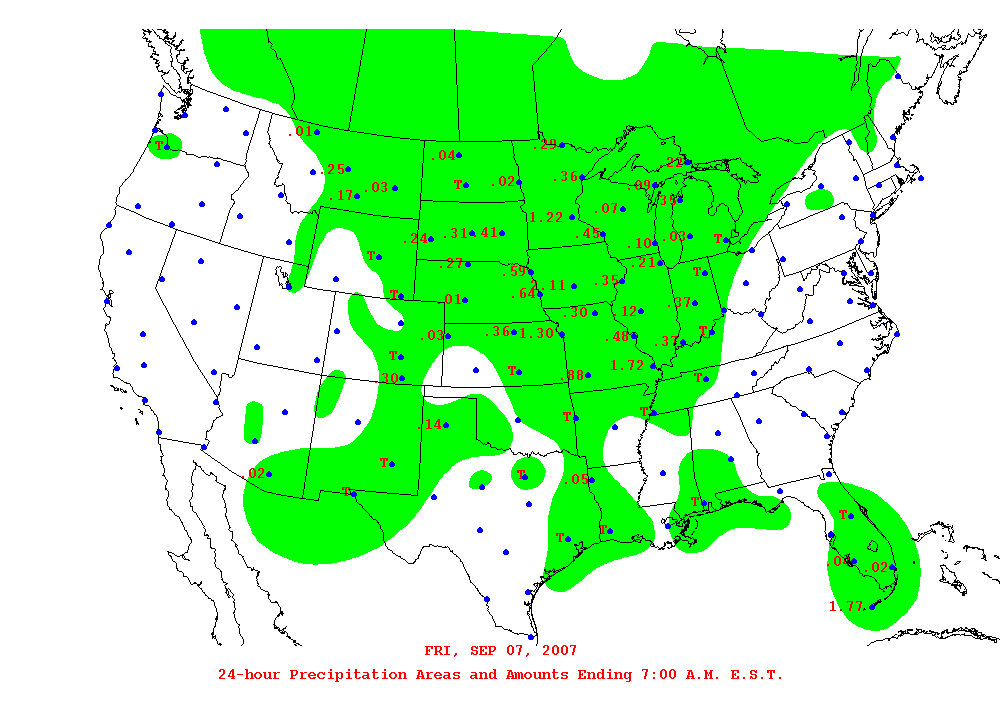 T
.01
.29
.04
.22
.25
.36
T
.02
.09
.17
.03
.35
.07
1.22
.24
.31
.41
.45
.10
.03
T
T
.27
.21
.59
T
2.11
.35
T
.64
.01
.37
.30
.12
.03
.36
1.30
.48
T
.37
T
1.72
.30
T
.88
T
T
T
.14
T
.02
T
.05
T
T
T
T
T
.04
.02
1.77
FRI, SEP 07, 2007
24-hour Precipitation Areas and Amounts Ending 7:00 A.M. E.S.T.